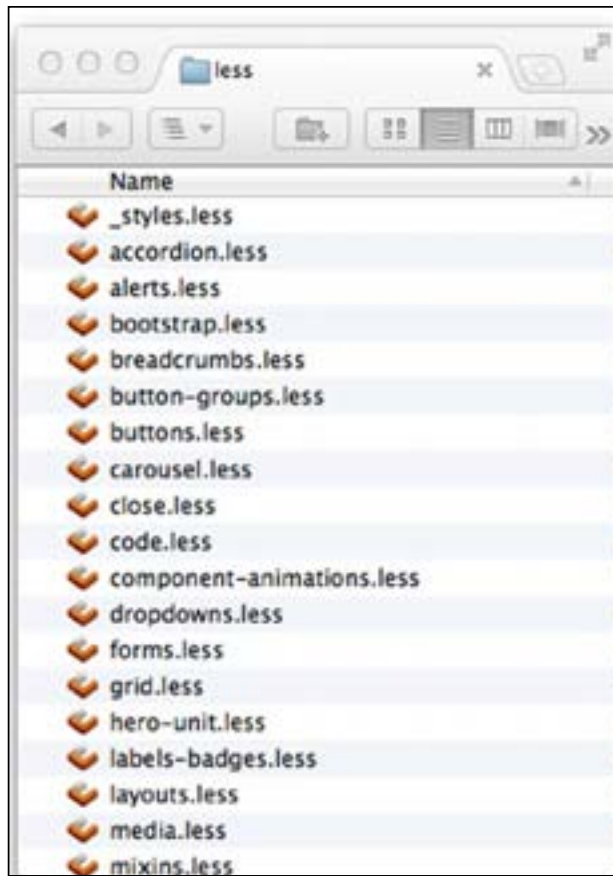 less
Name
_styles.less
accordion.less
alerts.less
bootstrap.less
breadcrumbs.less
button-groups.less
buttons.less
carousel.less
close.less
code.less
component-animations.less
dropdowns.less
forms.less
grid.less
hero-unit.less
labels-badges.less
layouts.less
media.less
mixins.less